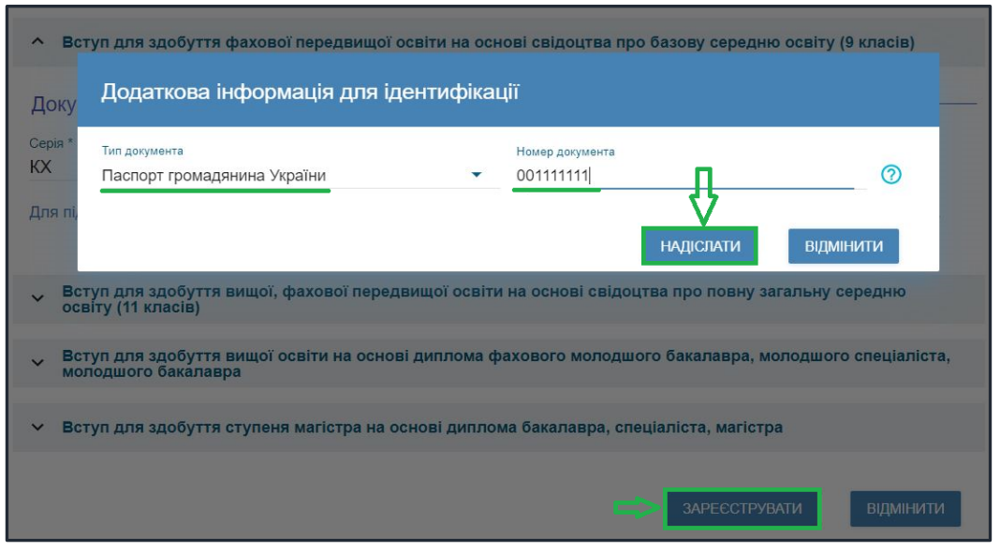 Вступ для здобуття фахової передвищої освіти на основі свідоцтва про базову середню освіту (9 класів)
Додаткова інформація для ідентифікації
Доку
Серія *
КХ
Для пі
Тип документа
Номер документа
Паспорт громадянина України
001111111
НАДІСЛАТИ
ВІДМІНИТИ
Вступ для здобуття вищої, фахової передвищої освіти на основі свідоцтва про повну загальну середню
освіту (11 класів)
Вступ для здобуття вищої освіти на основі диплома фахового молодшого бакалавра, молодшого спеціаліста,
молодшого бакалавра
Вступ для здобуття ступеня магістра на основі диплома бакалавра, спеціаліста, магістра
ЗАРЕЄСТРУВАТИ
ВІДМІНИТИ